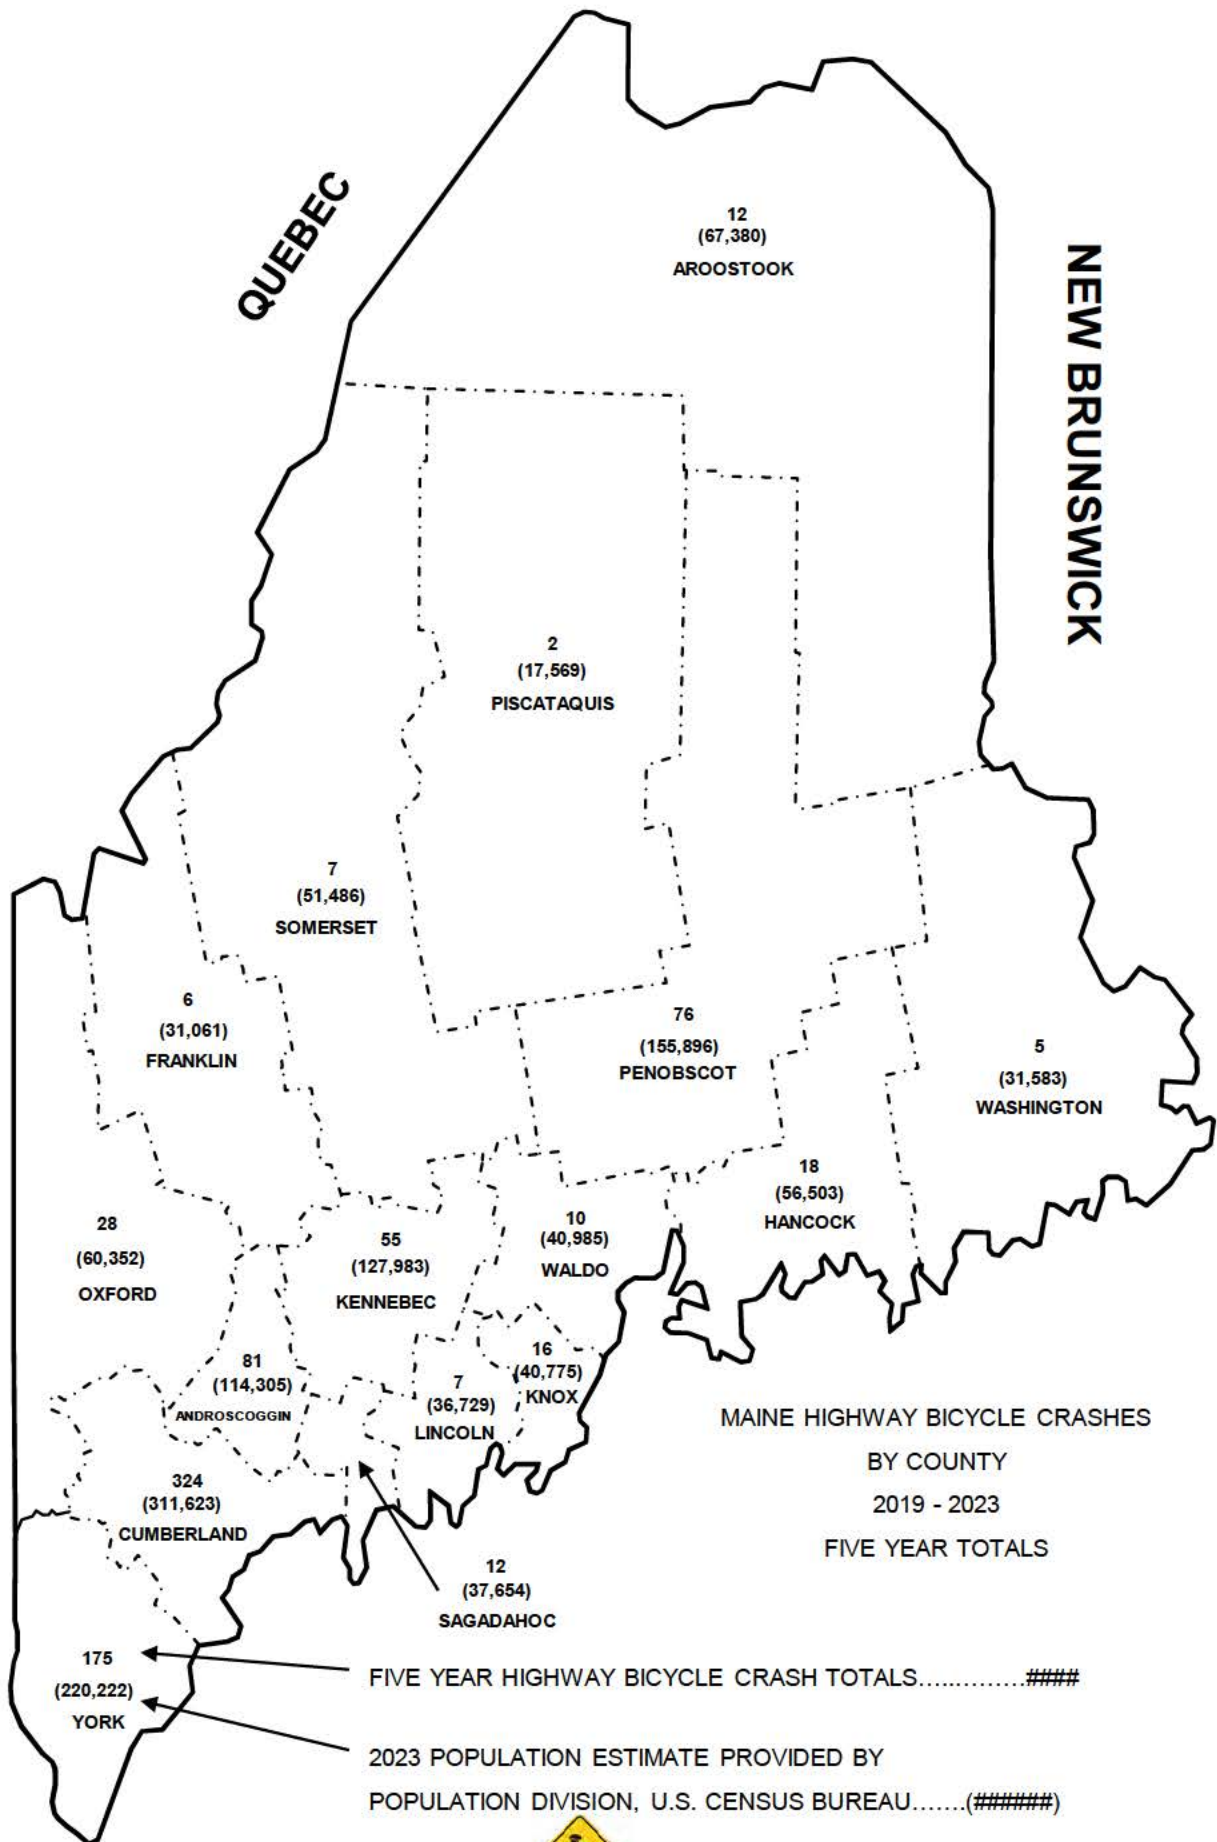 QUEBEC
NEW BRUNSWICK
12
(67,380)
AROOSTOOK
2
(17,569)
PISCATAQUIS
7
(51,486)
SOMERSET
6
(31,061)
FRANKLIN
76
(155,896)
PENOBSCOT
5
(31,583)
WASHINGTON
18
(56,503)
HANCOCK
28
(60,352)
OXFORD
55
(127,983)
KENNEBEC
10
(40,985)
WALDO
81
(114,305)
ANDROSCOGGIN
7
(36,729)
LINCOLN
16
(40,775)
KNOX
324
(311,623)
CUMBERLAND
12
(37,654)
SAGADAHOC
175
(220,222)
YORK
MAINE HIGHWAY BICYCLE CRASHES
BY COUNTY
2019 - 2023
FIVE YEAR TOTALS
FIVE YEAR HIGHWAY BICYCLE CRASH TOTALS...............####
2023 POPULATION ESTIMATE PROVIDED BY
POPULATION DIVISION, U.S. CENSUS BUREAU.......(######)